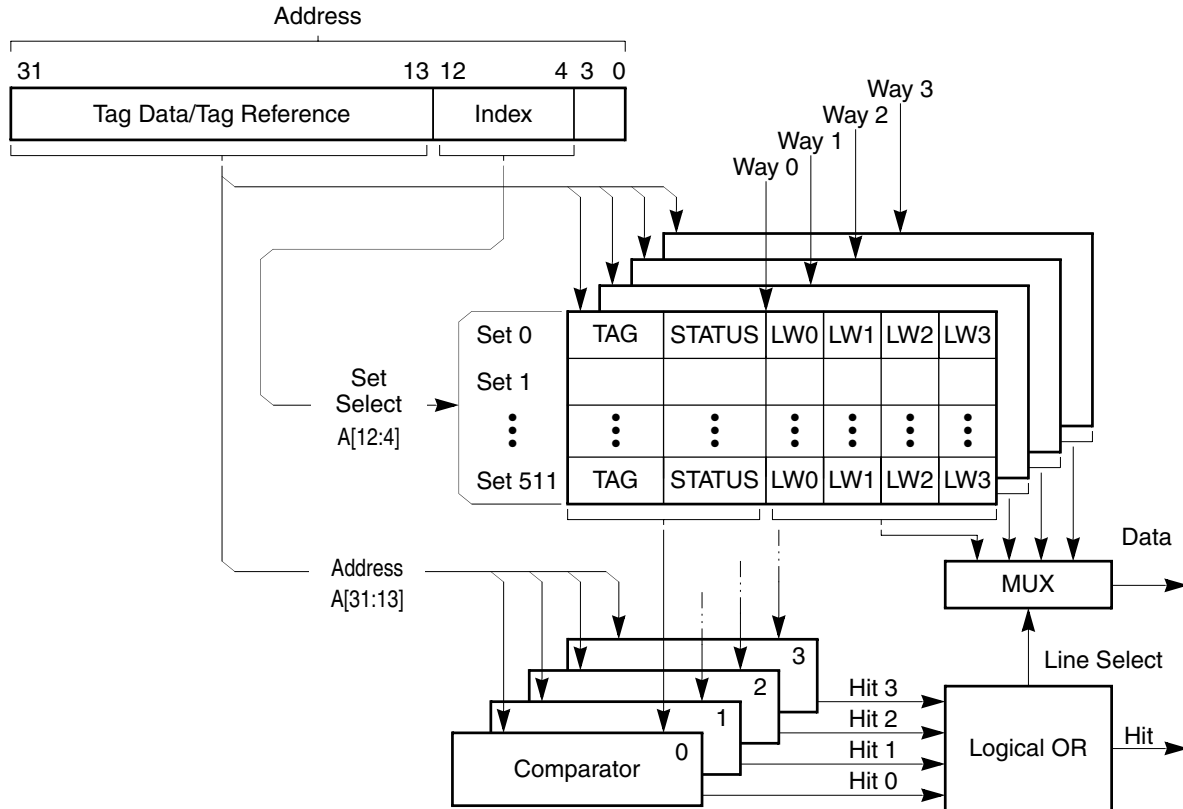 Address
31 13 12 4 3 0
Tag Data/Tag Reference Index
Way 3
Way 2
Way 1
Way 0
Set 0 TAG STATUS LW0 LW1 LW2 LW3
Set 1
Set
Select
A[12:4]
Set 511 TAG STATUS LW0 LW1 LW2 LW3
Address
A[31:13]
Data
MUX
Line Select
3
2
1
0
Comparator
Hit 3
Hit 2
Hit 1
Hit 0
Logical OR
Hit